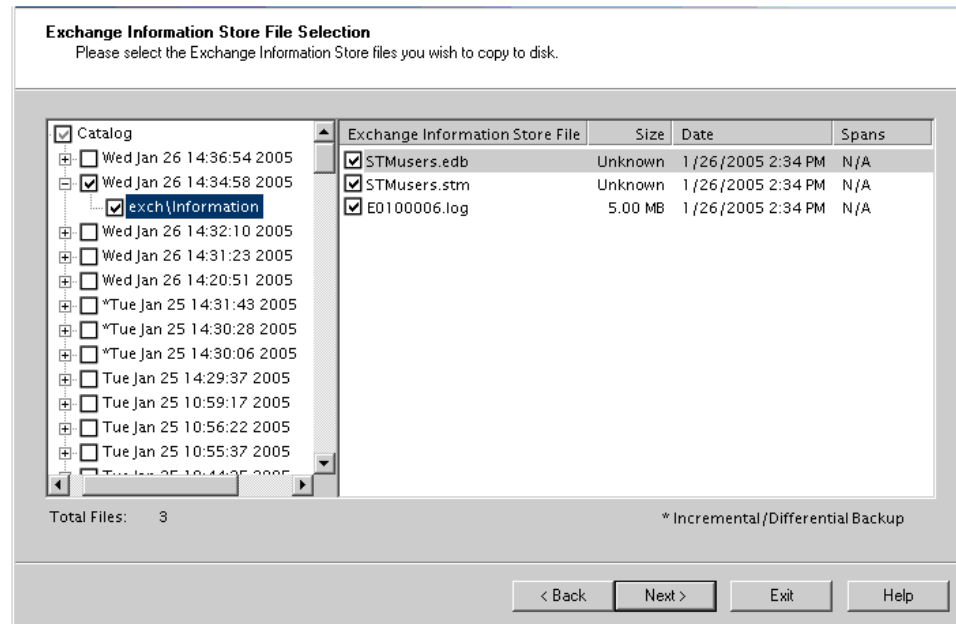 Exchange Information Store File Selection
Please select the Exchange Information Store files you wish to copy to disk.
Catalog
Wed Jan 26 14:36:54 2005
Wed Jan 26 14:34:58 2005
exch\Information
Wed Jan 26 14:32:10 2005
Wed Jan 26 14:31:23 2005
Wed Jan 26 14:20:51 2005
*Tue Jan 25 14:31:43 2005
*Tue Jan 25 14:30:28 2005
*Tue Jan 25 14:30:06 2005
Tue Jan 25 14:29:37 2005
Tue Jan 25 10:59:17 2005
Tue Jan 25 10:56:22 2005
Tue Jan 25 10:55:37 2005
Exchange Information Store File Size Date Spans
STMusers.edb Unknown 1/26/2005 2:34 PM N/A
STMusers.stm Unknown 1/26/2005 2:34 PM N/A
E0100006.log 5.00 MB 1/26/2005 2:34 PM N/A
Total Files: 3
* Incremental/Differential Backup
< Back Next > Exit Help